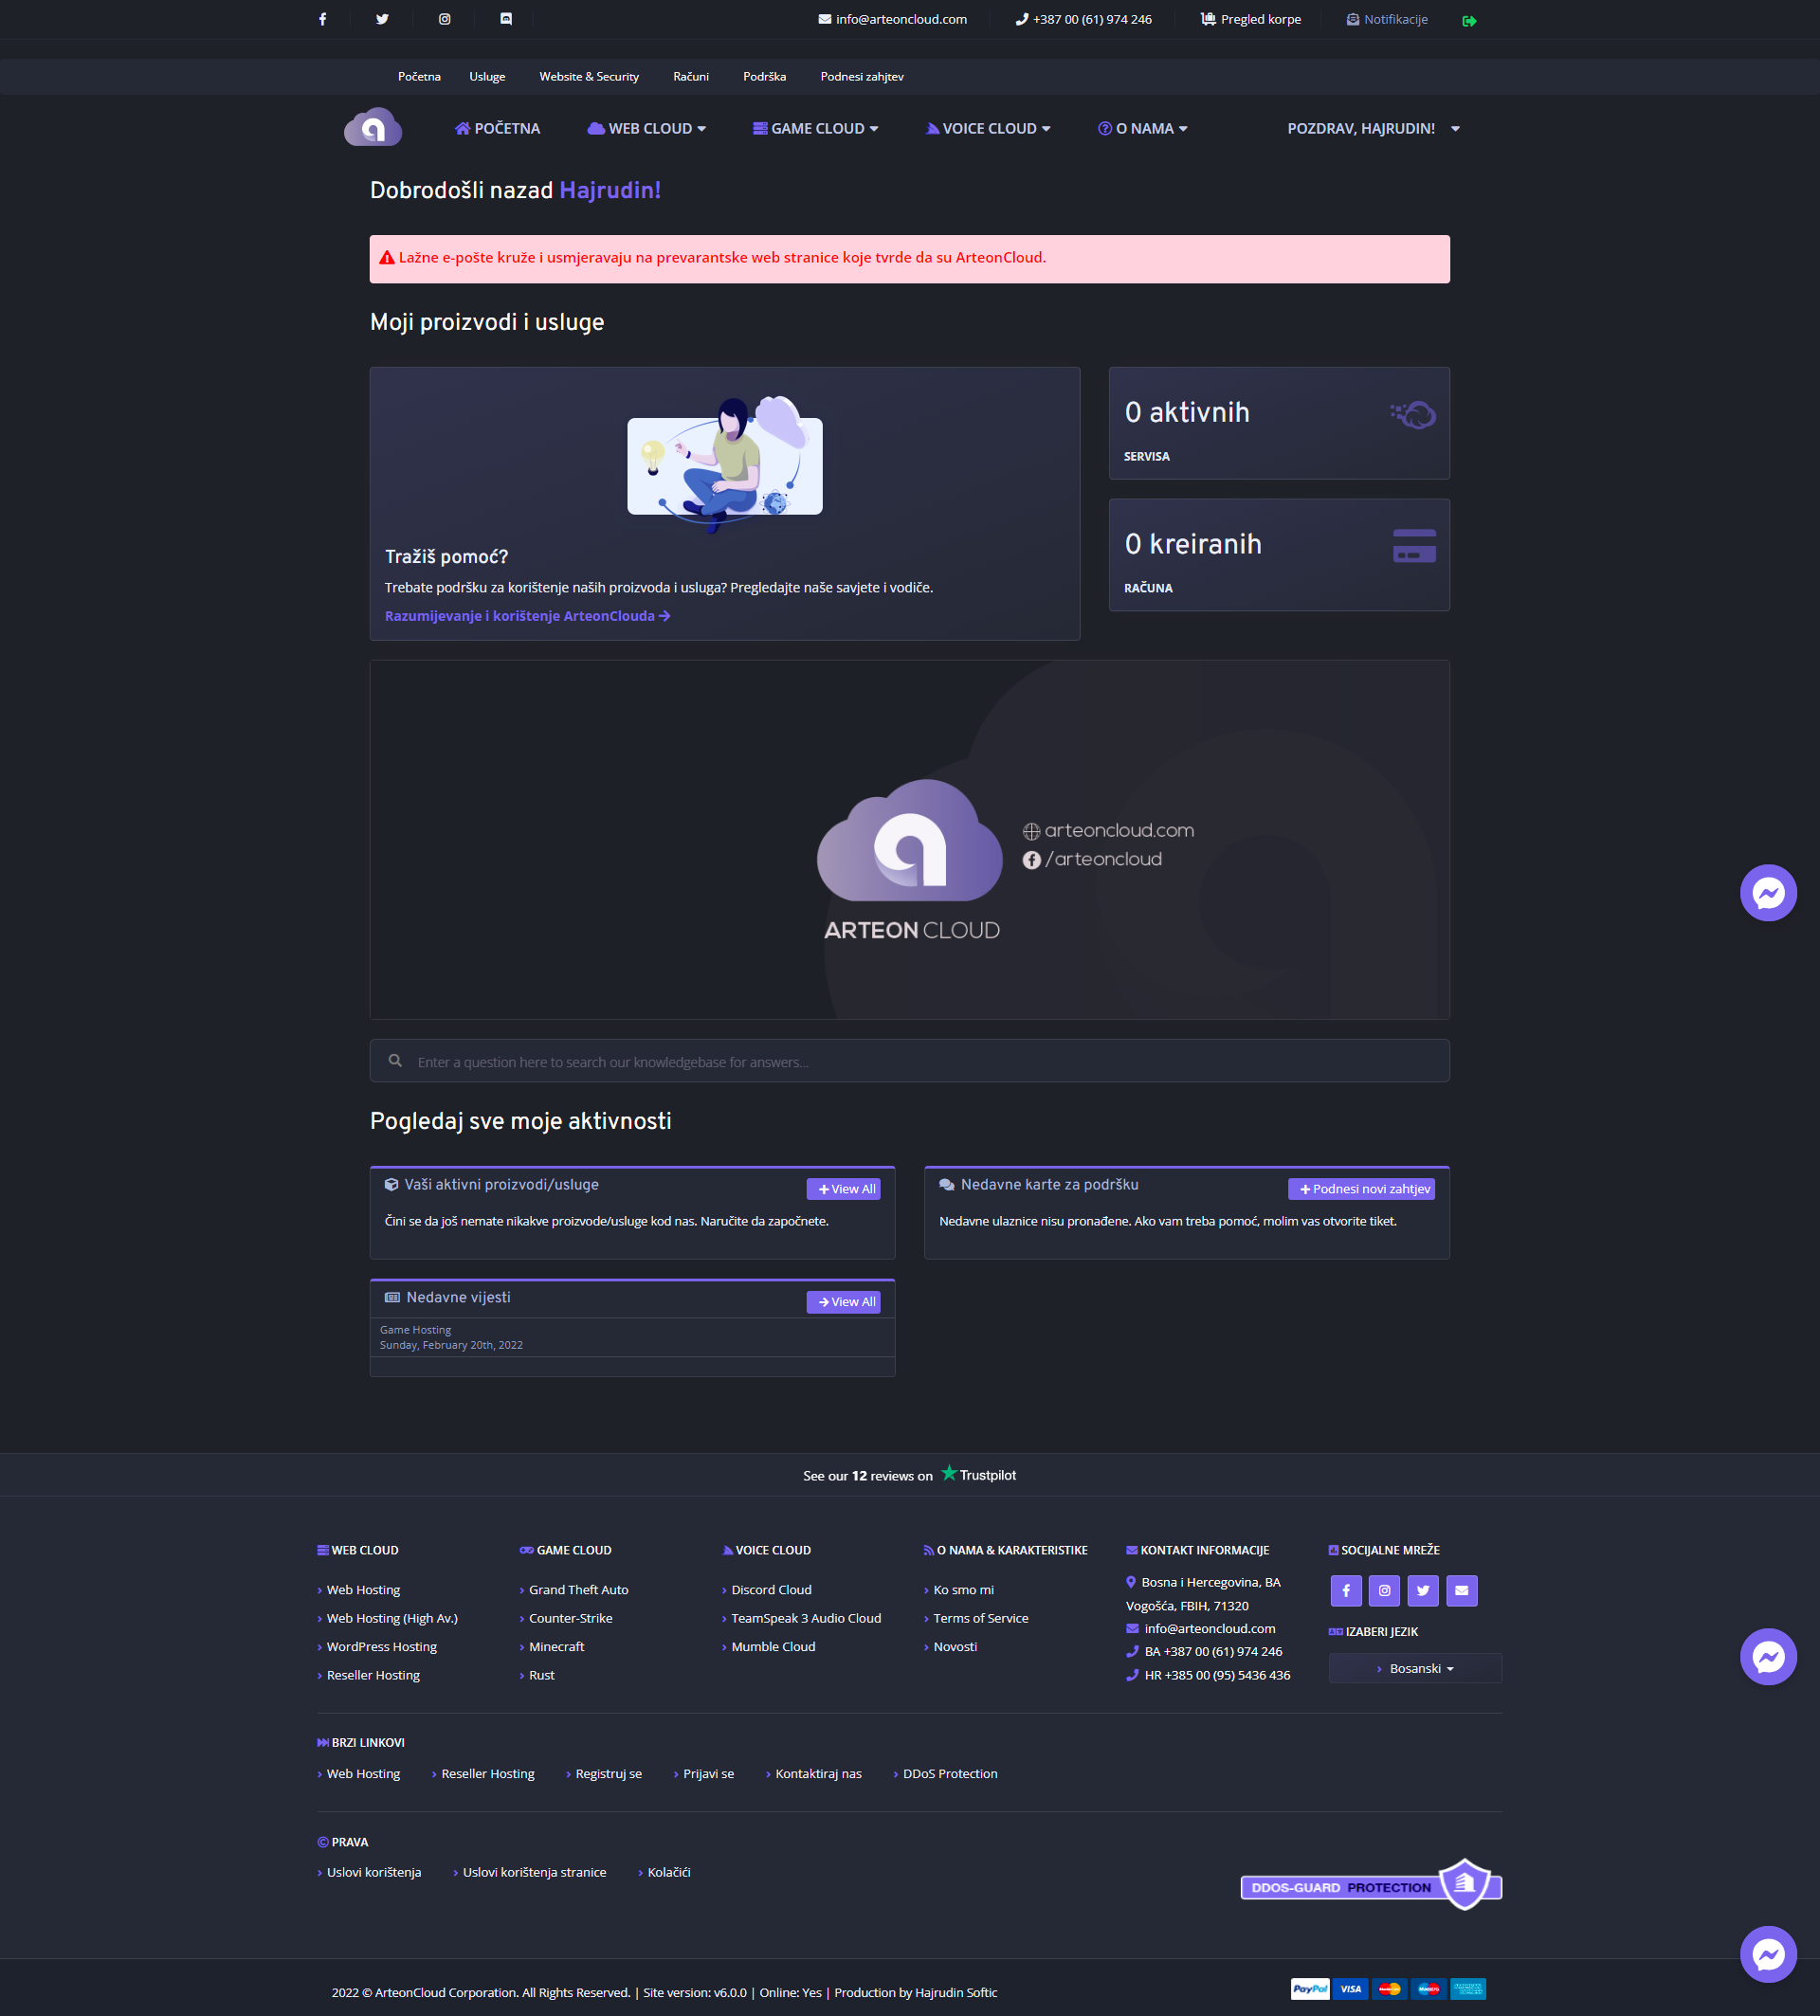 info@arteoncloud.com
+387 00 (61) 974 246
Pregled korpe
Notifikacije
Početna
Usluge
Website & Security
Računi
Podrška
Podnesi zahjtev
POČETNA
WEB CLOUD
GAME CLOUD
VOICE CLOUD
O NAMA
POZDRAV, HAJRUDIN!
Dobrodošli nazad Hajrudin!
Lažne e-pošte kruže i usmjeravaju na prevarantske web stranice koje tvrde da su ArteonCloud.
Moji proizvodi i usluge
Tražiš pomoć?
Trebate podršku za korištenje naših proizvoda i usluga? Pregledajte naše savjete i vodiče.
Razumijevanje i korištenje ArteonClouda
0 aktivnih
SERVISA
0 kreiranih
RAČUNA
arteoncloud.com
/arteoncloud
ARTEON CLOUD
Enter a question here to search our knowledgebase for answers...
Pogledaj sve moje aktivnosti
Vaši aktivni proizvodi/usluge
View All
Čini se da još nemate nikakve proizvode/usluge kod nas. Naručite da započnete.
Nedavne karte za podršku
Podnesi novi zahtjev
Nedavne ulaznice nisu pronađene. Ako vam treba pomoć, molim vas otvorite tiket.
Nedavne vijesti
View All
Game Hosting
Sunday, February 20th, 2022
See our 12 reviews on Trustpilot
WEB CLOUD
Web Hosting
Web Hosting (High Av.)
WordPress Hosting
Reseller Hosting
GAME CLOUD
Grand Theft Auto
Counter-Strike
Minecraft
Rust
VOICE CLOUD
Discord Cloud
TeamSpeak 3 Audio Cloud
Mumble Cloud
O NAMA & KARAKTERISTIKE
Ko smo mi
Terms of Service
Novosti
KONTAKT INFORMACIJE
Bosna i Hercegovina, BA
Vogošća, FBIH, 71320
info@arteoncloud.com
BA +387 00 (61) 974 246
HR +385 00 (95) 5436 436
SOCIJALNE MREŽE
IZABERI JEZIK
Bosanski
BRZI LINKOVI
Web Hosting
Reseller Hosting
Registruj se
Prijavi se
Kontaktiraj nas
DDoS Protection
PRAVA
Uslovi korištenja
Uslovi korištenja stranice
Kolačići
DDOS-GUARD PROTECTION
2022 © ArteonCloud Corporation. All Rights Reserved. | Site version: v6.0.0 | Online: Yes | Production by Hajrudin Softic
PayPal
VISA